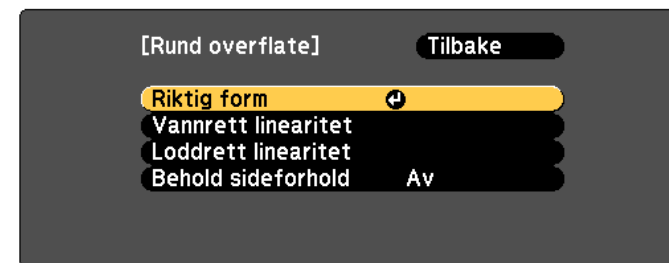 [Rund overflate] Tilbake
Riktig form
Vannrett linearitet
Loddrett linearitet
Behold sideforhold Av